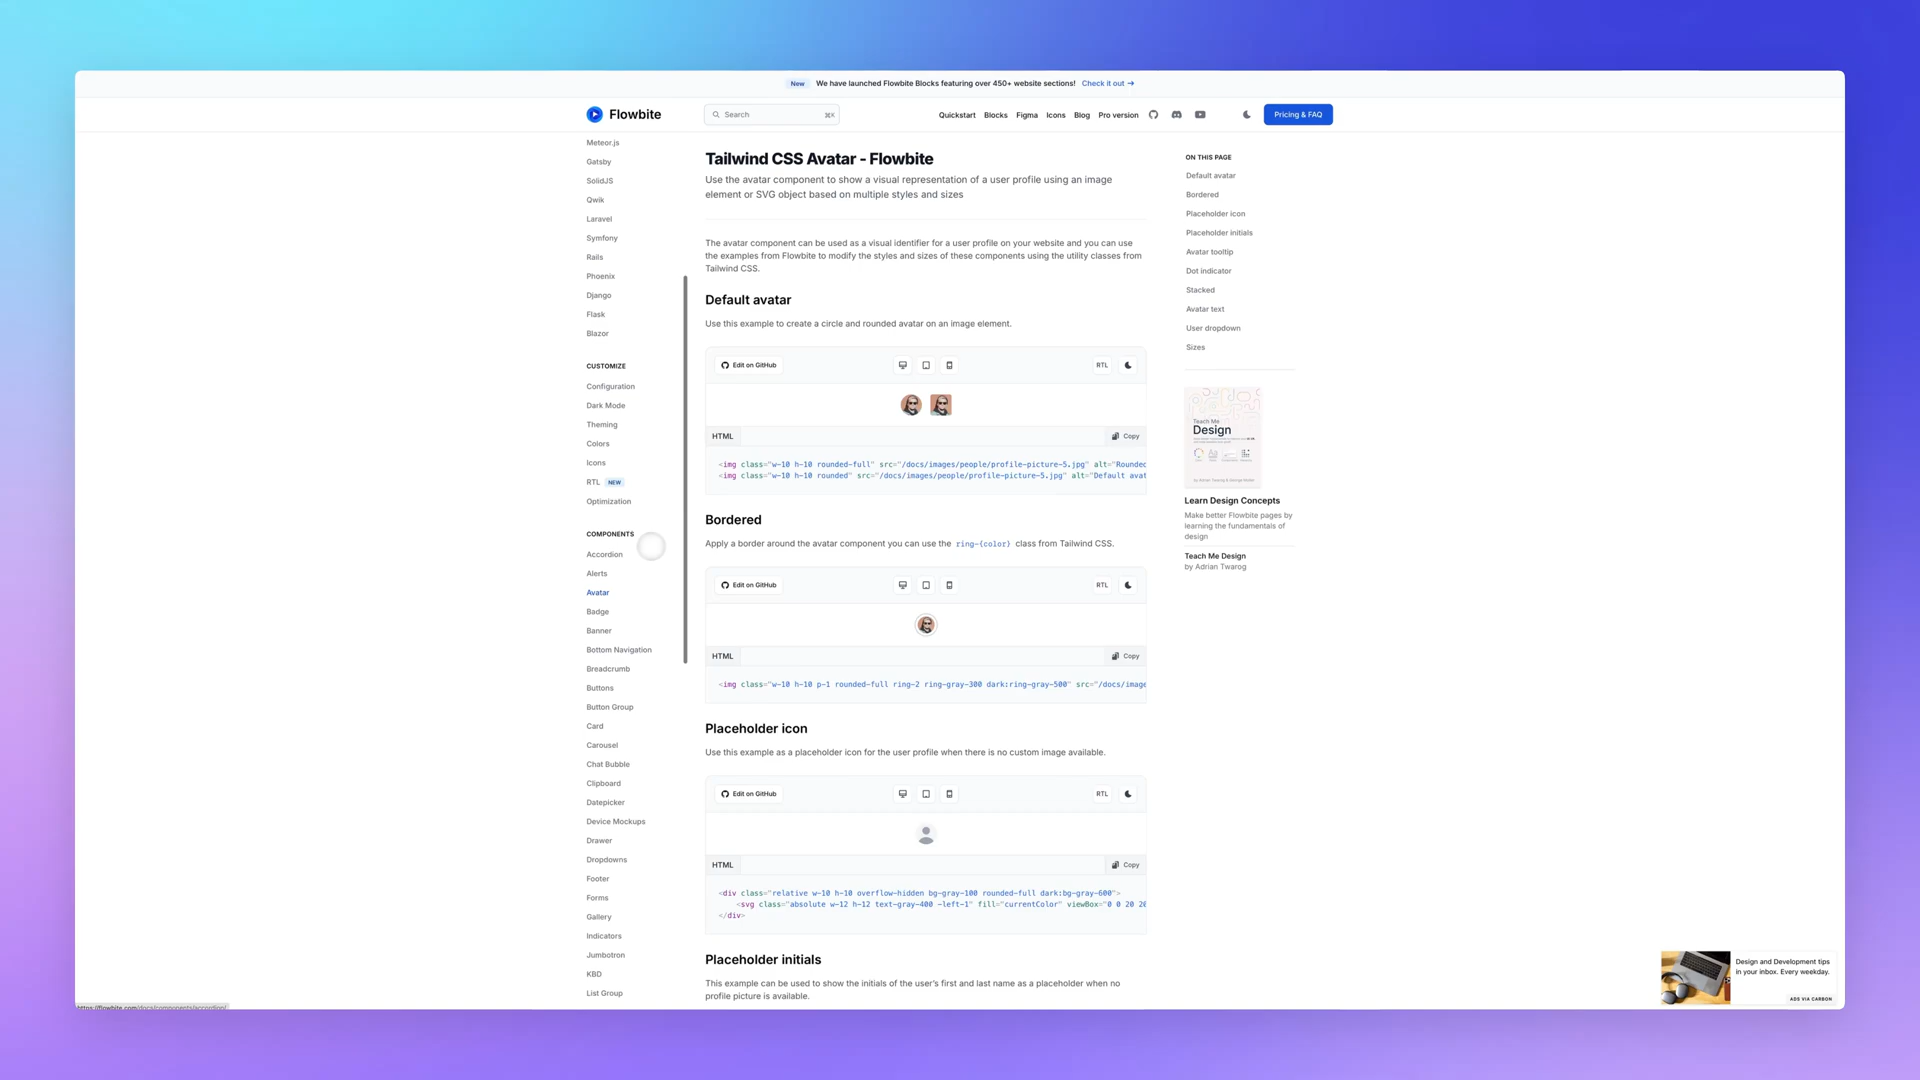 New We have launched Flowbite Blocks featuring over 450+ website sections! Check it out →
Flowbite
Search ⌘K
Quickstart Blocks Figma Icons Blog Pro version
Pricing & FAQ
Meteor.js
Gatsby
SolidJS
Qwik
Laravel
Symfony
Rails
Phoenix
Django
Flask
Blazor
CUSTOMIZE
Configuration
Dark Mode
Theming
Colors
Icons
RTL NEW
Optimization
COMPONENTS
Accordion
Alerts
Avatar
Badge
Banner
Bottom Navigation
Breadcrumb
Buttons
Button Group
Card
Carousel
Chat Bubble
Clipboard
Datepicker
Device Mockups
Drawer
Dropdowns
Footer
Forms
Gallery
Indicators
Jumbotron
KBD
List Group
https://flowbite.com/docs/components/accordion/
Tailwind CSS Avatar - Flowbite
Use the avatar component to show a visual representation of a user profile using an image
element or SVG object based on multiple styles and sizes
The avatar component can be used as a visual identifier for a user profile on your website and you can use
the examples from Flowbite to modify the styles and sizes of these components using the utility classes from
Tailwind CSS.
Default avatar
Use this example to create a circle and rounded avatar on an image element.
Edit on GitHub RTL
HTML Copy
<img class="w-10 h-10 rounded-full" src="/docs/images/people/profile-picture-5.jpg" alt="Rounded
<img class="w-10 h-10 rounded" src="/docs/images/people/profile-picture-5.jpg" alt="Default avat
Bordered
Apply a border around the avatar component you can use the ring-{color} class from Tailwind CSS.
Edit on GitHub RTL
HTML Copy
<img class="w-10 h-10 p-1 rounded-full ring-2 ring-gray-300 dark:ring-gray-500" src="/docs/image
Placeholder icon
Use this example as a placeholder icon for the user profile when there is no custom image available.
Edit on GitHub RTL
HTML Copy
<div class="relative w-10 h-10 overflow-hidden bg-gray-100 rounded-full dark:bg-gray-600">
<svg class="absolute w-12 h-12 text-gray-400 -left-1" fill="currentColor" viewBox="0 0 20 20
</div>
Placeholder initials
This example can be used to show the initials of the user's first and last name as a placeholder when no
profile picture is available.
ON THIS PAGE
Default avatar
Bordered
Placeholder icon
Placeholder initials
Avatar tooltip
Dot indicator
Stacked
Avatar text
User dropdown
Sizes
Teach Me
Design
by Adrian Twarog & George Moller
Learn Design Concepts
Make better Flowbite pages by
learning the fundamentals of
design
Teach Me Design
by Adrian Twarog
Design and Development tips
in your inbox. Every weekday.
ADS VIA CARBON